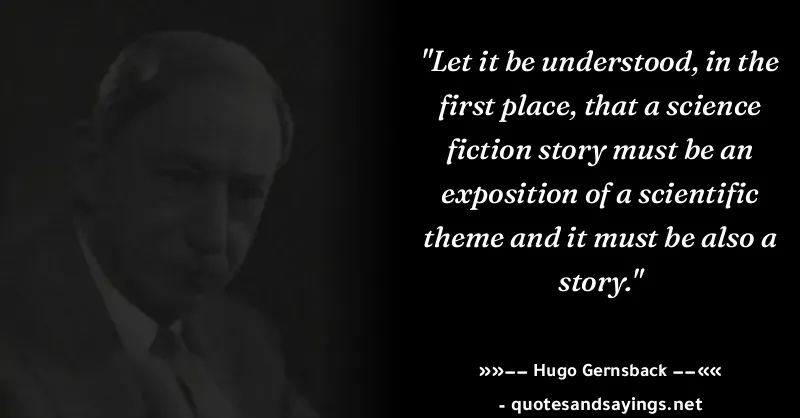 "Let it be understood, in the
first place, that a science
fiction story must be an
exposition of a scientific
theme and it must be also a
story."
»»–– Hugo Gernsback ––««
- quotesandsayings.net